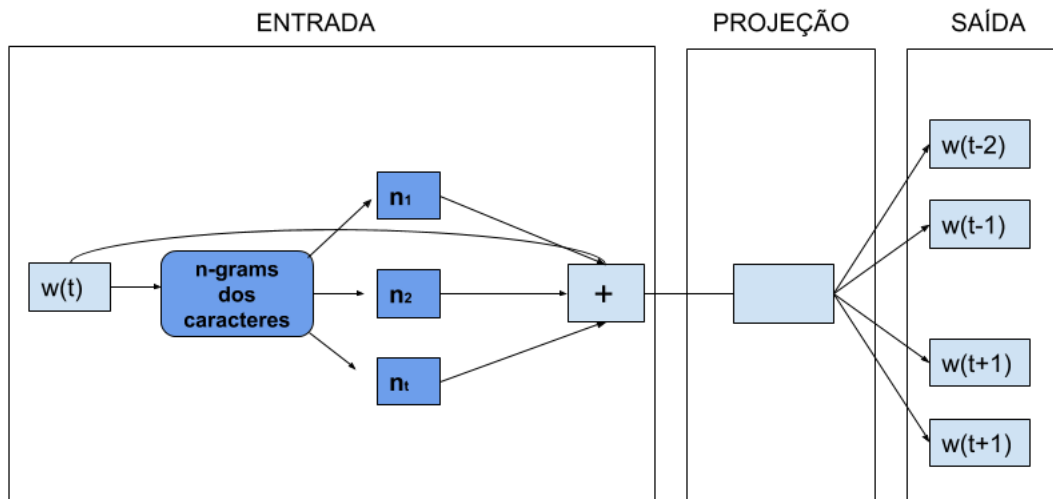 ENTRADA
PROJEÇÃO
SAÍDA
w(t)
n-grams
dos
caracteres
n₁
n₂
nₜ
+
w(t-2)
w(t-1)
w(t+1)
w(t+1)